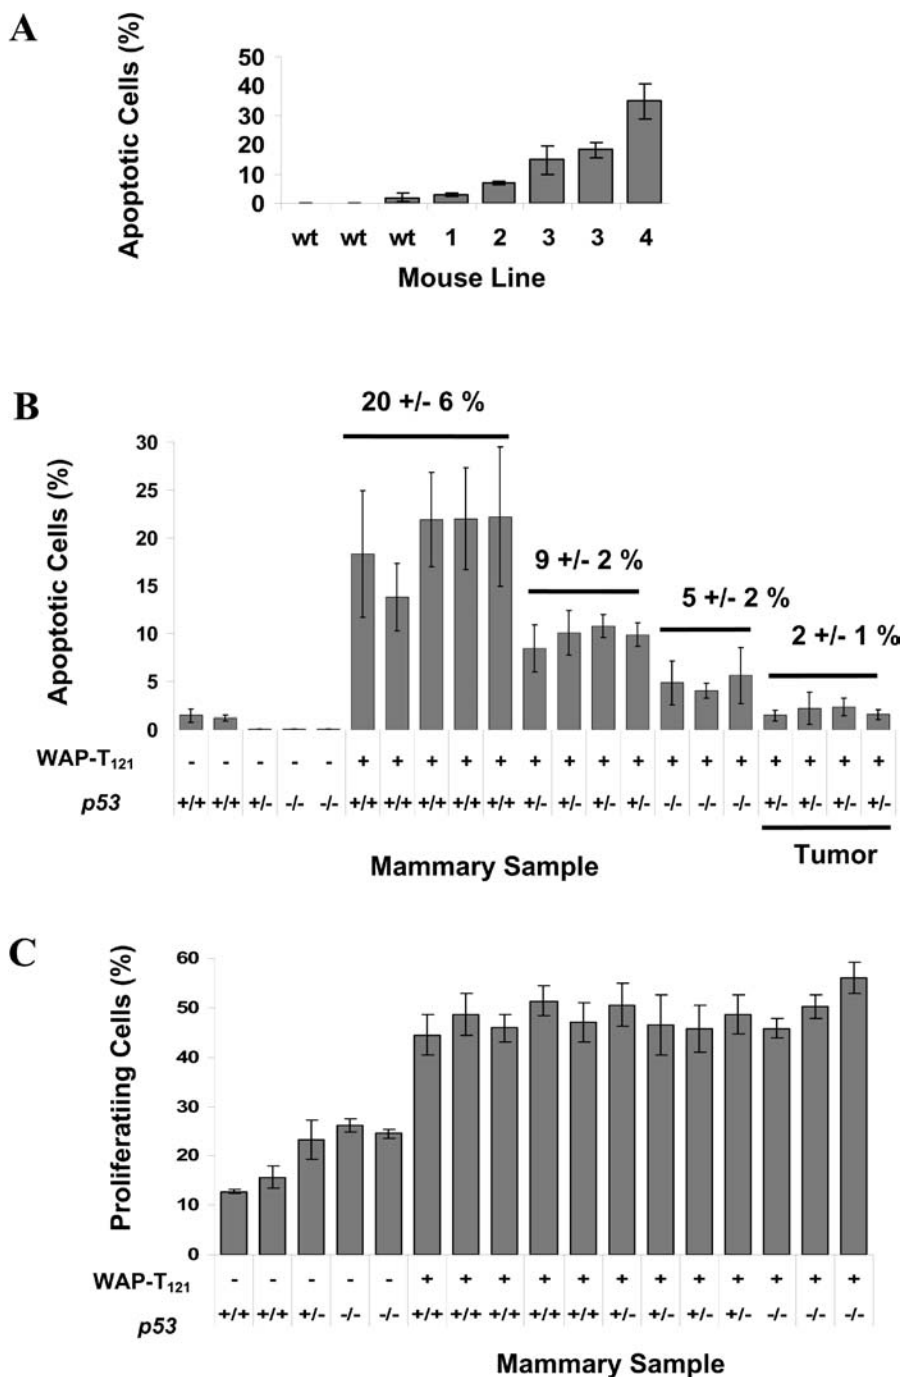 A
Apoptotic Cells (%)
50
40
30
20
10
0
wt wt wt 1 2 3 3 4
Mouse Line
B
20 +/- 6 %
9 +/- 2 %
5 +/- 2 %
2 +/- 1 %
Apoptotic Cells (%)
30
25
20
15
10
5
0
WAP-T121 - - - - - + + + + + + + + + + + + + + + +
p53 +/+ +/+ +/- -/- -/- +/+ +/+ +/+ +/+ +/+ +/- +/- +/- +/- -/- -/- -/- +/- +/- +/- +/-
Tumor
Mammary Sample
C
Proliferatiing Cells (%)
60
50
40
30
20
10
0
WAP-T121 - - - - - + + + + + + + + + + + +
p53 +/+ +/+ +/- -/- -/- +/+ +/+ +/+ +/+ +/+ +/- +/- +/- +/- -/- -/- -/-
Mammary Sample